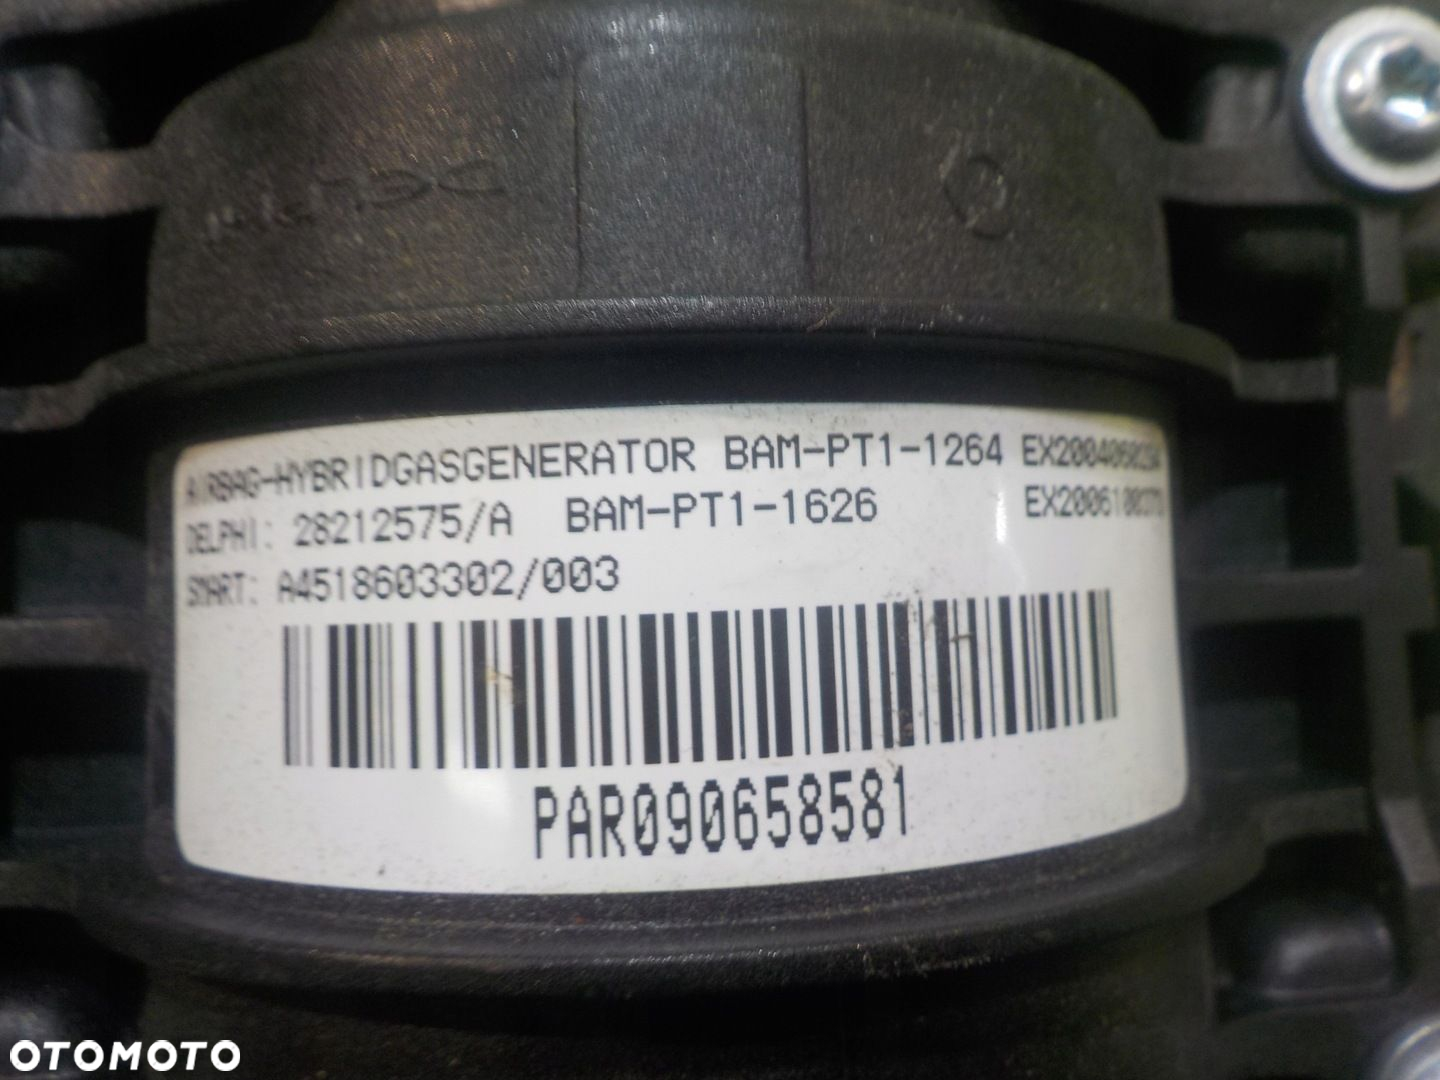 AIRBAG-HYBRIDGASGENERATOR BAM-PT1-1264
DELPHI: 28212575/A BAM-PT1-1626
SMART: A4518603302/003
PAR090658581
OTOMOTO